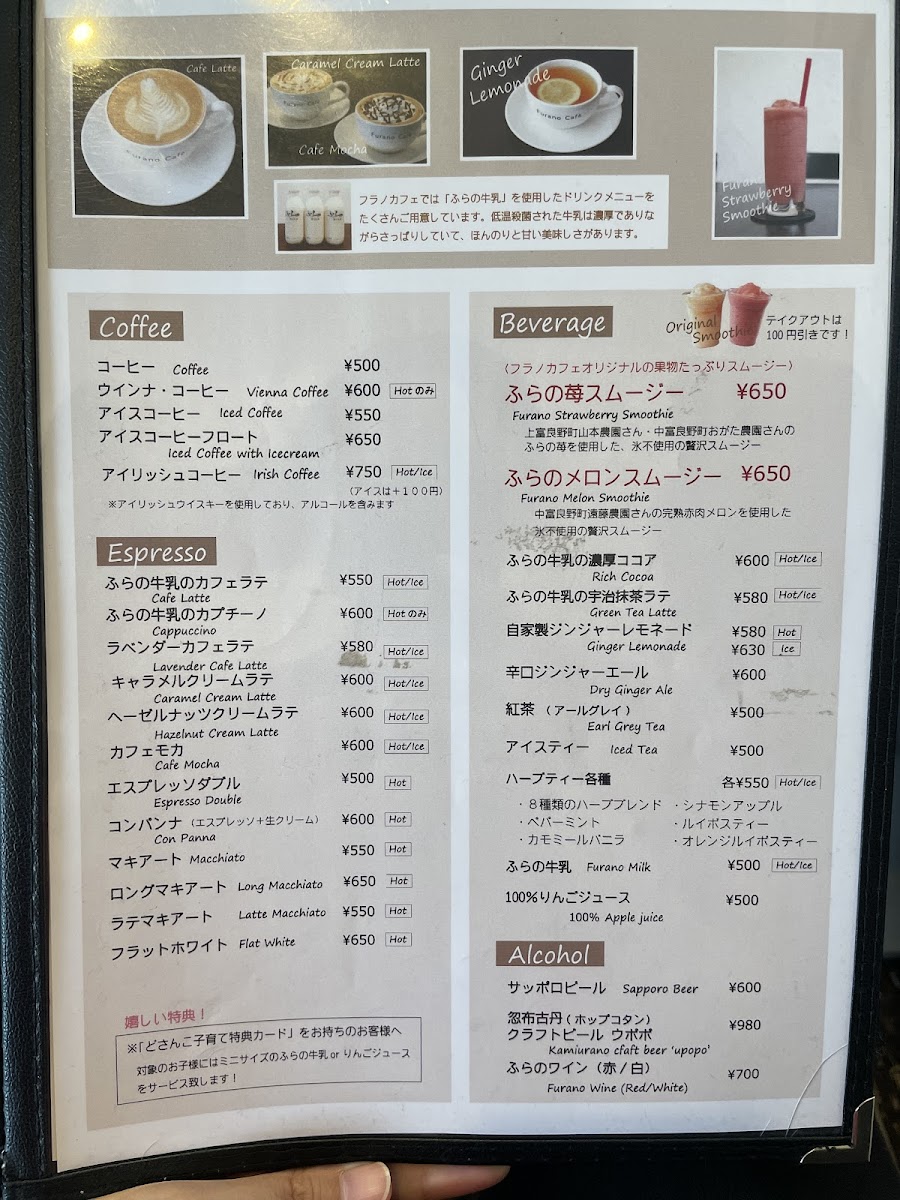 Cafe Latte
Furano Cafe
Caramel Cream Latte
Furano Cafe
Cafe Mocha
Ginger
Lemonade
Furano Cafe
Furano
Strawberry
Smoothie
フラノカフェでは「ふらの牛乳」を使用したドリンクメニューを
たくさんご用意しています。低温殺菌された牛乳は濃厚でありな
がらさっぱりしていて、ほんのりと甘い美味しさがあります。
Coffee
コーヒー Coffee ¥500
ウインナ・コーヒー Vienna Coffee ¥600 Hot のみ
アイスコーヒー Iced Coffee ¥550
アイスコーヒーフロート ¥650
Iced Coffee with Icecream
アイリッシュコーヒー Irish Coffee ¥750 Hot/Ice
（アイスは＋１００円）
※アイリッシュウイスキーを使用しており、アルコールを含みます
Espresso
ふらの牛乳のカフェラテ ¥550 Hot/Ice
Cafe Latte
ふらの牛乳のカプチーノ ¥600 Hot のみ
Cappuccino
ラベンダーカフェラテ ¥580 Hot/Ice
Lavender Cafe Latte
キャラメルクリームラテ ¥600 Hot/Ice
Caramel Cream Latte
ヘーゼルナッツクリームラテ ¥600 Hot/Ice
Hazelnut Cream Latte
カフェモカ ¥600 Hot/Ice
Cafe Mocha
エスプレッソダブル ¥500 Hot
Espresso Double
コンパンナ （エスプレッソ＋生クリーム） ¥600 Hot
Con Panna
マキアート Macchiato ¥550 Hot
ロングマキアート Long Macchiato ¥650 Hot
ラテマキアート Latte Macchiato ¥550 Hot
フラットホワイト Flat White ¥650 Hot
嬉しい特典！
※「どさんこ子育て特典カード」をお持ちのお客様へ
対象のお子様にはミニサイズのふらの牛乳 or りんごジュース
をサービス致します！
Beverage
Original
Smoothie
テイクアウトは
100 円引きです！
（フラノカフェオリジナルの果物たっぷりスムージー）
ふらの苺スムージー ¥650
Furano Strawberry Smoothie
上富良野町山本農園さん・中富良野町おがた農園さんの
ふらの苺を使用した、氷不使用の贅沢スムージー
ふらのメロンスムージー ¥650
Furano Melon Smoothie
中富良野町遠藤農園さんの完熟赤肉メロンを使用した
氷不使用の贅沢スムージー
ふらの牛乳の濃厚ココア ¥600 Hot/Ice
Rich Cocoa
ふらの牛乳の宇治抹茶ラテ ¥580 Hot/Ice
Green Tea Latte
自家製ジンジャーレモネード ¥580 Hot
Ginger Lemonade ¥630 Ice
辛口ジンジャーエール ¥600
Dry Ginger Ale
紅茶 （アールグレイ） ¥500
Earl Grey Tea
アイスティー Iced Tea ¥500
ハーブティー各種 各¥550 Hot/Ice
・８種類のハーブブレンド ・シナモンアップル
・ペパーミント ・ルイボスティー
・カモミールバニラ ・オレンジルイボスティー
ふらの牛乳 Furano Milk ¥500 Hot/Ice
100%りんごジュース ¥500
100% Apple juice
Alcohol
サッポロビール Sapporo Beer ¥600
忽布古丹（ホップコタン）
クラフトビール ウポポ ¥980
Kamiurano cfaft beer 'upopo'
ふらのワイン（赤／白） ¥700
Furano Wine (Red/White)